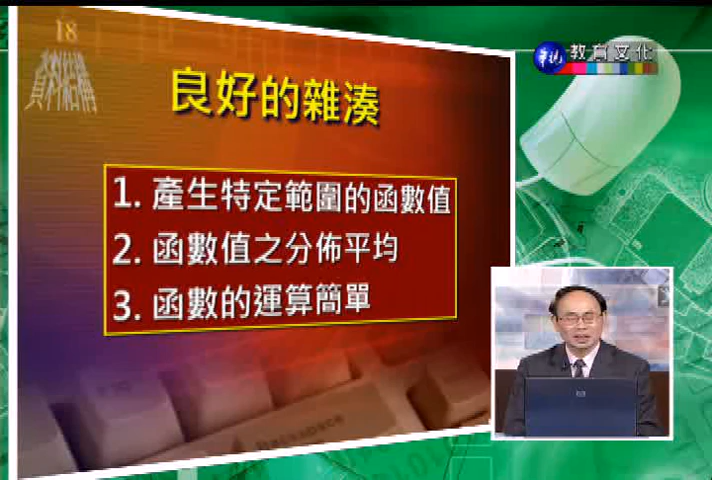 18
資料結構
華視
教育文化
良好的雜湊
1. 產生特定範圍的函數值
2. 函數值之分佈平均
3. 函數的運算簡單
hp